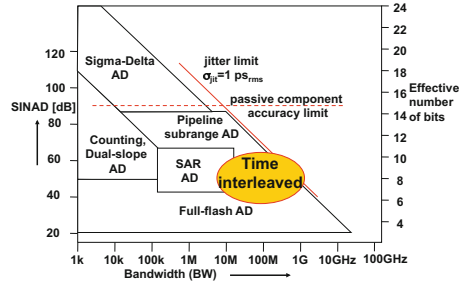 24
22
20
18
16
14
12
10
8
6
4
120
100
80
60
40
20
SINAD [dB]
Effective
number
of bits
Sigma-Delta
AD
jitter limit
σjit=1 psrms
passive component
accuracy limit
Pipeline
subrange AD
Counting,
Dual-slope
AD
SAR
AD
Time
interleaved
Full-flash AD
1k 10k 100k 1M 10M 100M 1G 10GHz 100GHz
Bandwidth (BW)